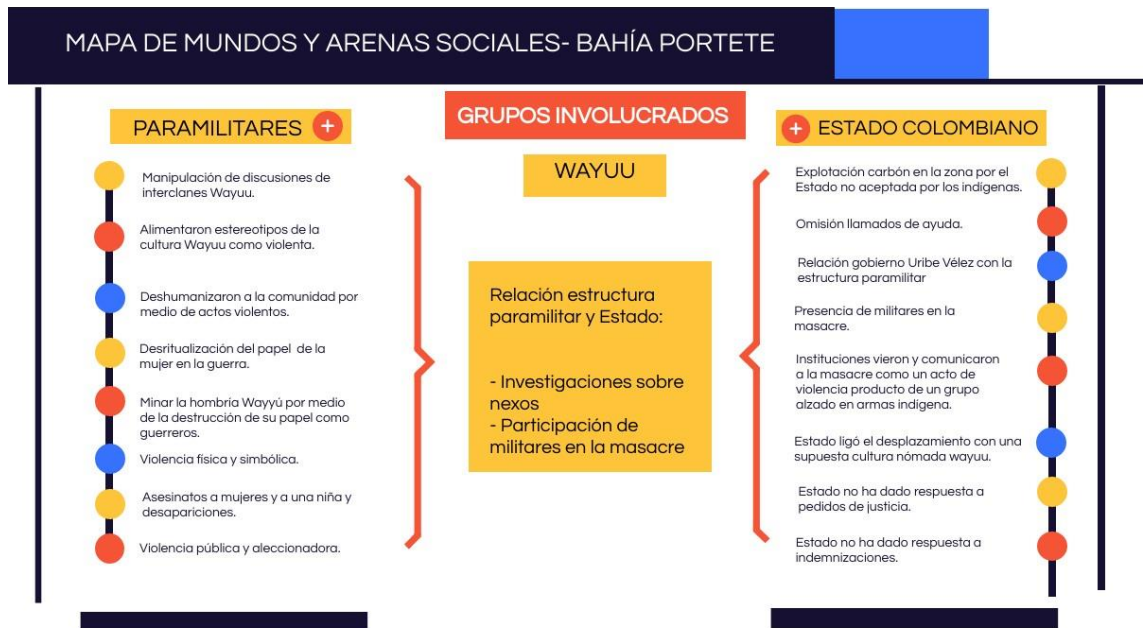 MAPA DE MUNDOS Y ARENAS SOCIALES- BAHÍA PORTETE
PARAMILITARES +
Manipulación de discusiones de
interclanes Wayuu.
Alimentaron estereotipos de la
cultura Wayuu como violenta.
Deshumanizaron a la comunidad por
medio de actos violentos.
Desritualización del papel de la
mujer en la guerra.
Minar la hombría Wayyú por medio
de la destrucción de su papel como
guerreros.
Violencia física y simbólica.
Asesinatos a mujeres y a una niña y
desapariciones.
Violencia pública y aleccionadora.
GRUPOS INVOLUCRADOS
WAYUU
Relación estructura
paramilitar y Estado:
- Investigaciones sobre
nexos
- Participación de
militares en la masacre
+ ESTADO COLOMBIANO
Explotación carbón en la zona por el
Estado no aceptada por los indígenas.
Omisión llamados de ayuda.
Relación gobierno Uribe Vélez con la
estructura paramilitar
Presencia de militares en la
masacre.
Instituciones vieron y comunicaron
a la masacre como un acto de
violencia producto de un grupo
alzado en armas indígena.
Estado ligó el desplazamiento con una
supuesta cultura nómada wayuu.
Estado no ha dado respuesta a
pedidos de justicia.
Estado no ha dado respuesta a
indemnizaciones.